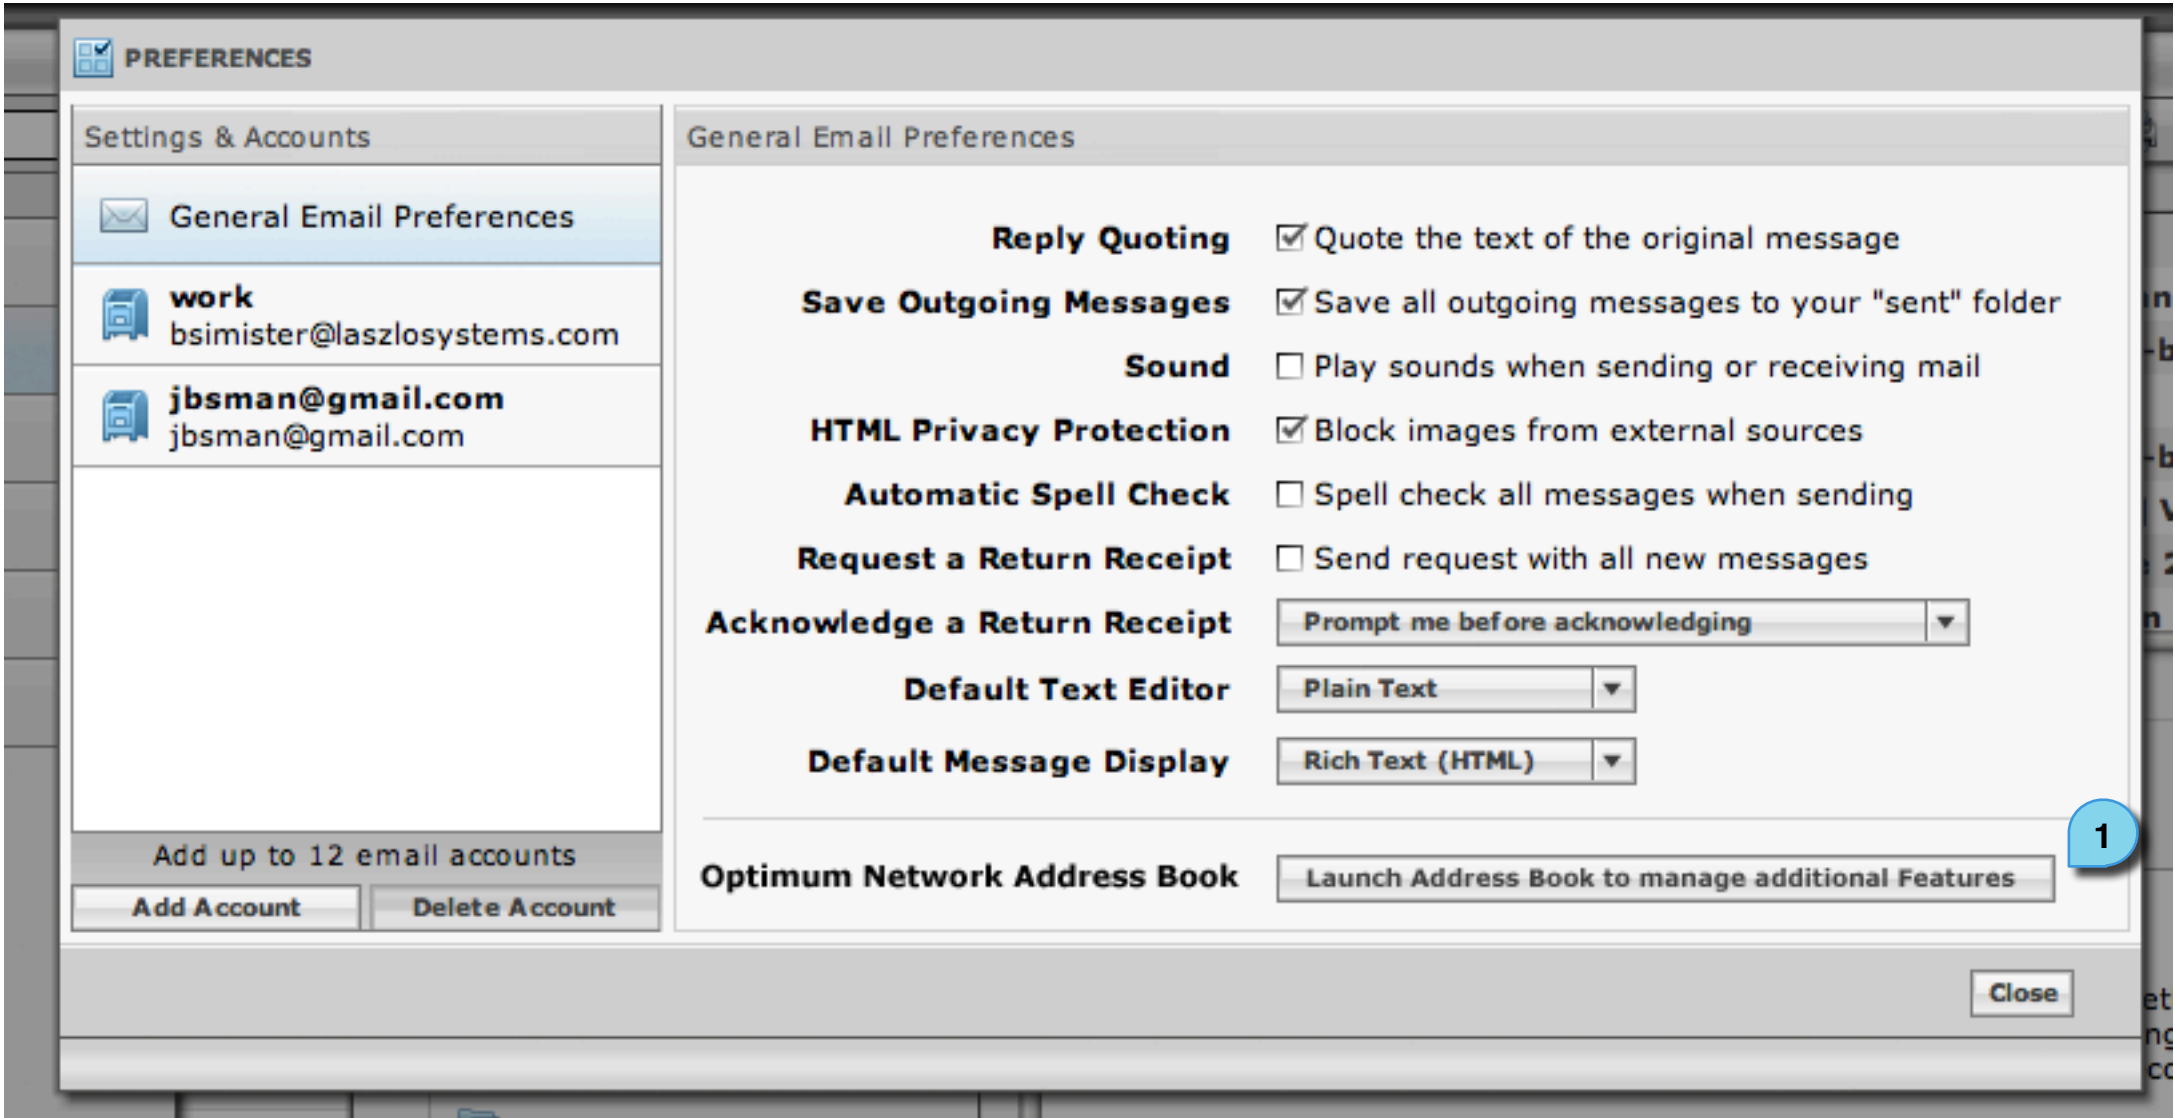 PREFERENCES
Settings & Accounts
General Email Preferences
work
bsimister@laszlosystems.com
jbsman@gmail.com
jbsman@gmail.com
Add up to 12 email accounts
Add Account Delete Account
General Email Preferences
Reply Quoting Quote the text of the original message
Save Outgoing Messages Save all outgoing messages to your "sent" folder
Sound Play sounds when sending or receiving mail
HTML Privacy Protection Block images from external sources
Automatic Spell Check Spell check all messages when sending
Request a Return Receipt Send request with all new messages
Acknowledge a Return Receipt Prompt me before acknowledging
Default Text Editor Plain Text
Default Message Display Rich Text (HTML)
1
Optimum Network Address Book Launch Address Book to manage additional Features
Close